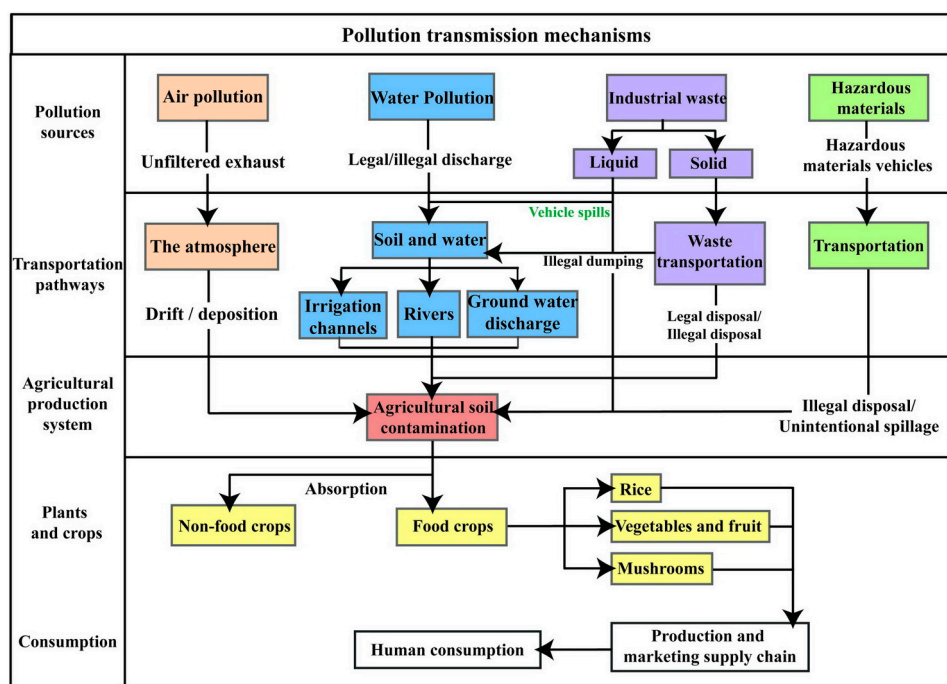 Pollution transmission mechanisms
Pollution
sources
Air pollution
Water Pollution
Industrial waste
Hazardous
materials
Unfiltered exhaust
Legal/illegal discharge
Liquid
Solid
Hazardous
materials vehicles
Vehicle spills
Transportation
pathways
The atmosphere
Soil and water
Illegal dumping
Waste
transportation
Transportation
Drift / deposition
Irrigation
channels
Rivers
Ground water
discharge
Legal disposal/
Illegal disposal
Agricultural
production
system
Agricultural soil
contamination
Illegal disposal/
Unintentional spillage
Plants
and crops
Absorption
Non-food crops
Food crops
Rice
Vegetables and fruit
Mushrooms
Consumption
Human consumption
Production and
marketing supply chain